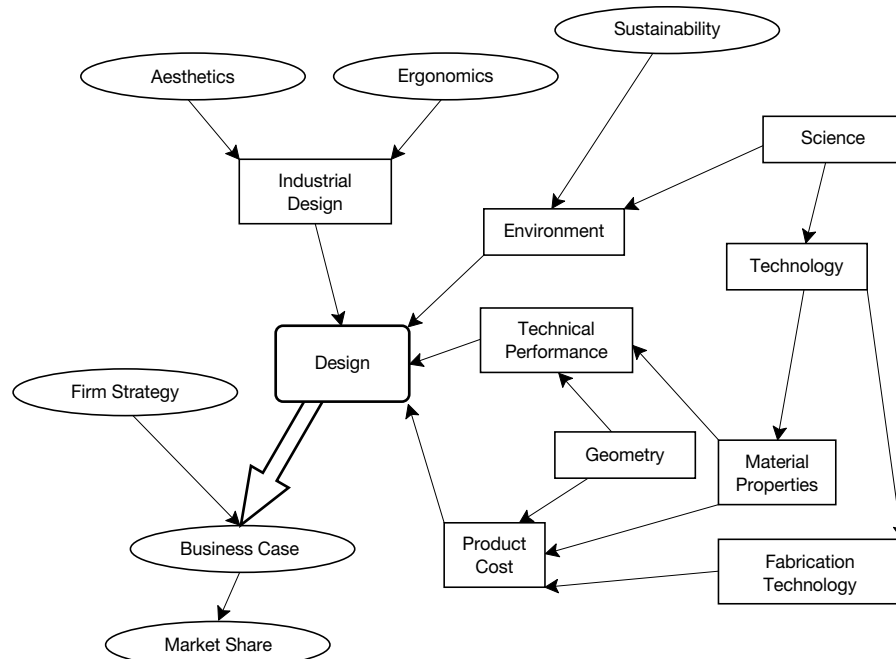 Sustainability
Aesthetics
Ergonomics
Science
Industrial
Design
Environment
Technology
Technical
Performance
Design
Firm Strategy
Geometry
Material
Properties
Product
Cost
Business Case
Fabrication
Technology
Market Share